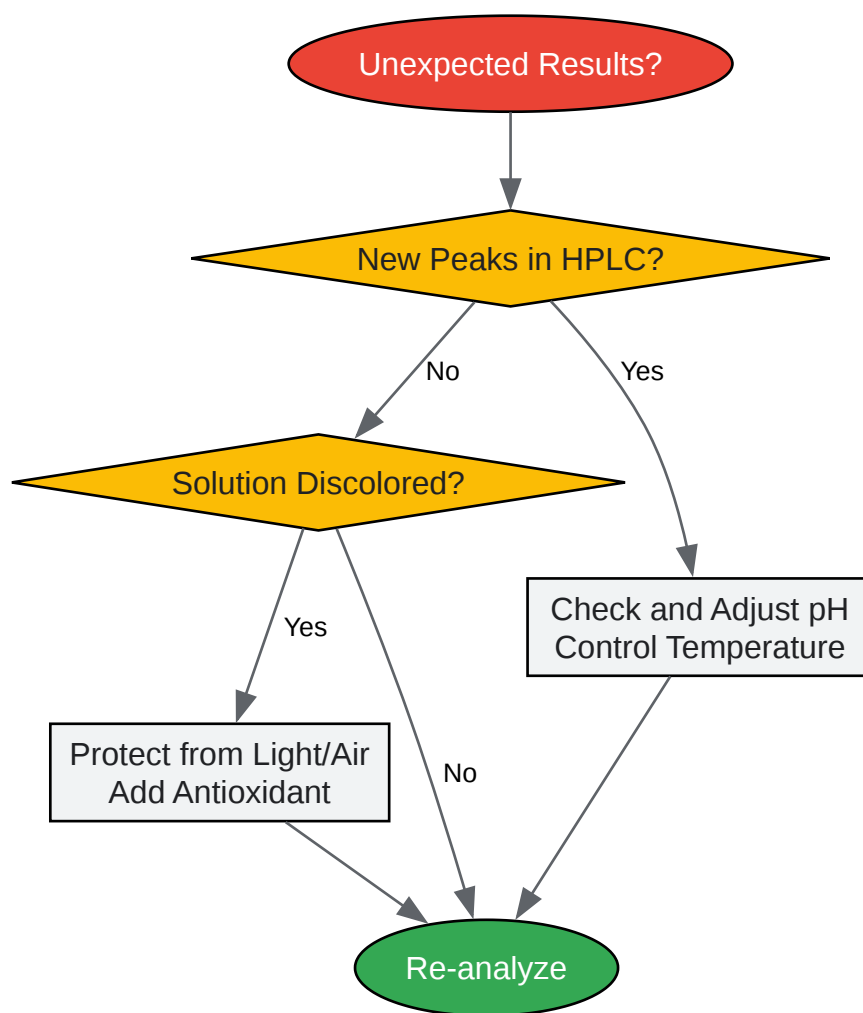 Unexpected Results?
New Peaks in HPLC?
No
Yes
Solution Discolored?
Check and Adjust pH
Control Temperature
Yes
Protect from Light/Air
Add Antioxidant
No
Re-analyze